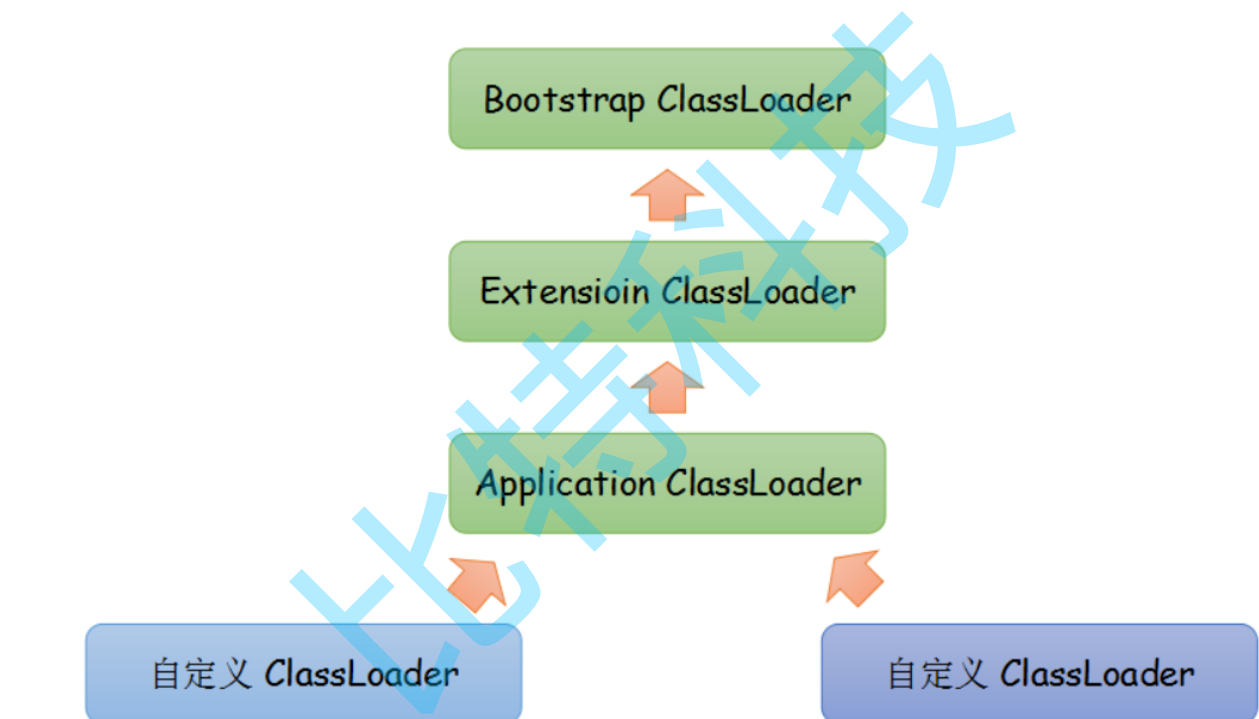 Bootstrap ClassLoader
Extensioin ClassLoader
Application ClassLoader
自定义 ClassLoader
自定义 ClassLoader
比特科技